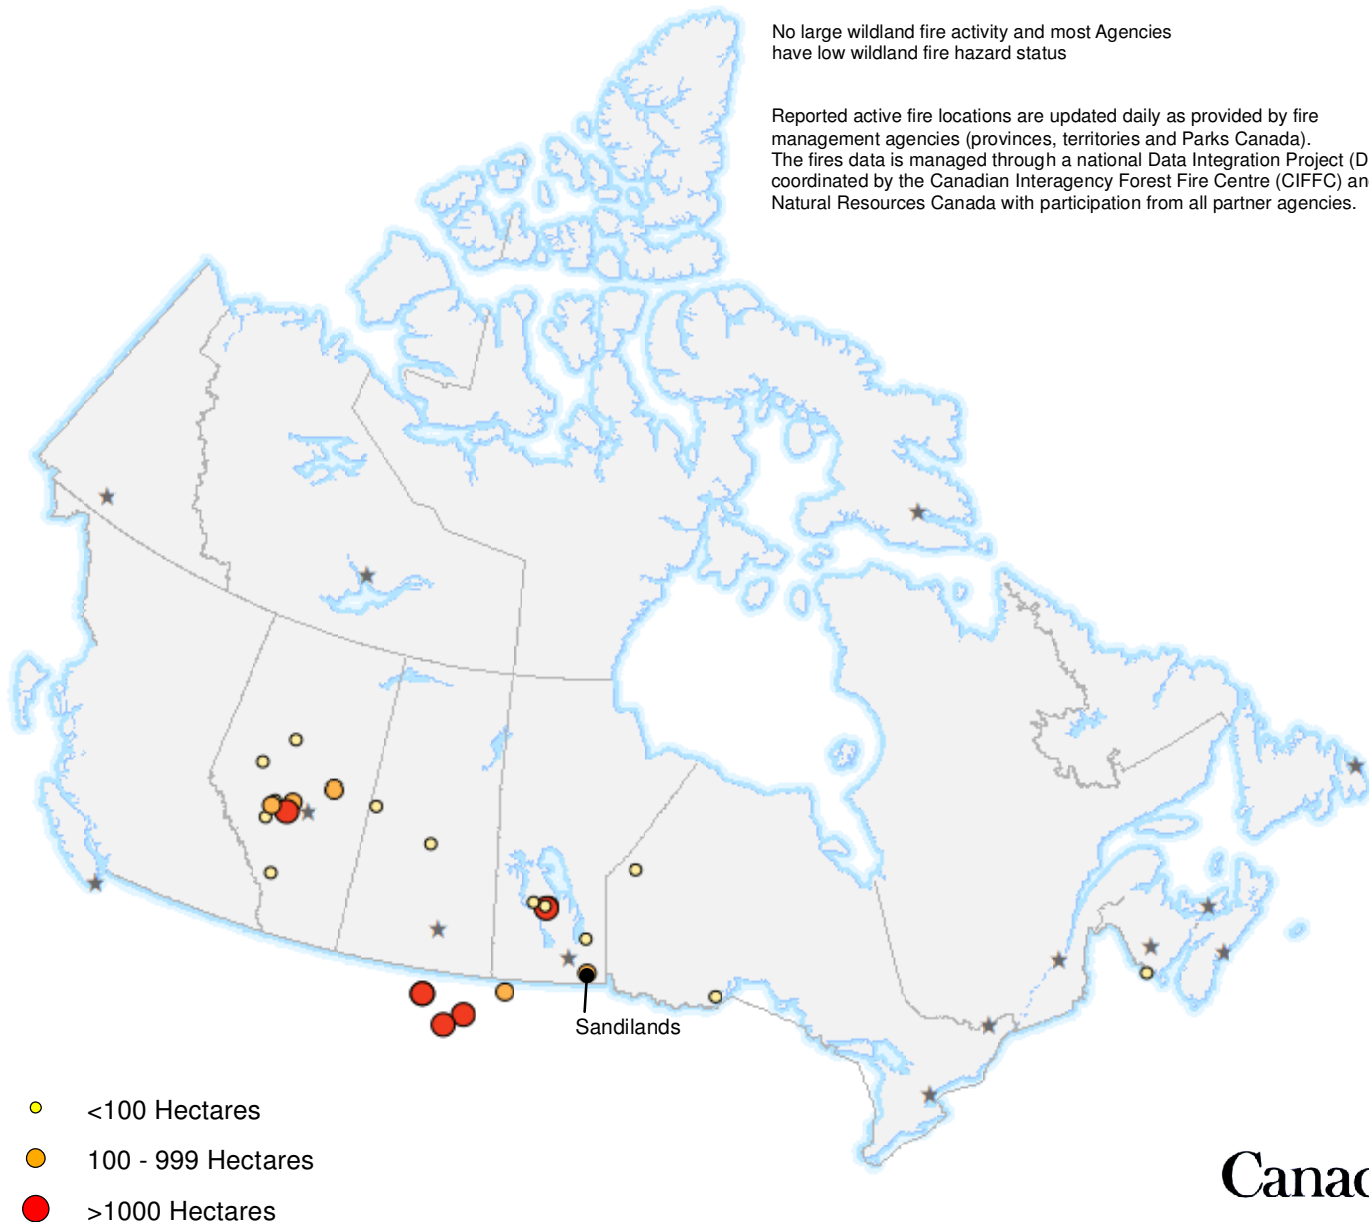 No large wildland fire activity and most Agencies
have low wildland fire hazard status
Reported active fire locations are updated daily as provided by fire
management agencies (provinces, territories and Parks Canada).
The fires data is managed through a national Data Integration Project (D
coordinated by the Canadian Interagency Forest Fire Centre (CIFFC) an
Natural Resources Canada with participation from all partner agencies.
Sandilands
<100 Hectares
100 - 999 Hectares
>1000 Hectares
Canad